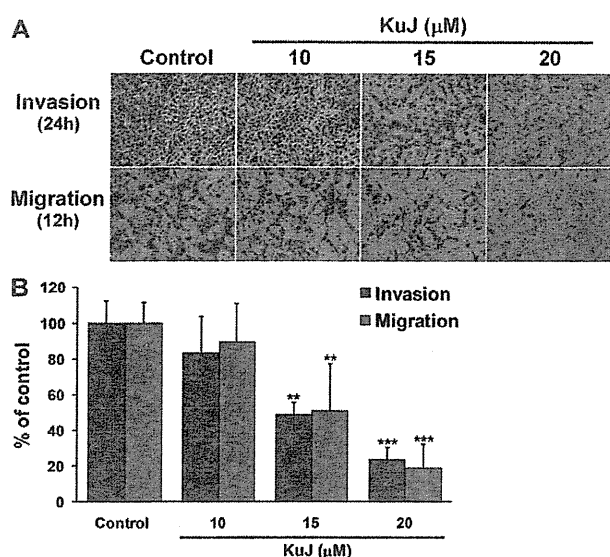 A
KuJ (μM)
Control 10 15 20
Invasion
(24h)
Migration
(12h)
B
120
100
80
60
40
20
0
% of control
Invasion
Migration
** **
*** ***
Control 10 15 20
KuJ (μM)